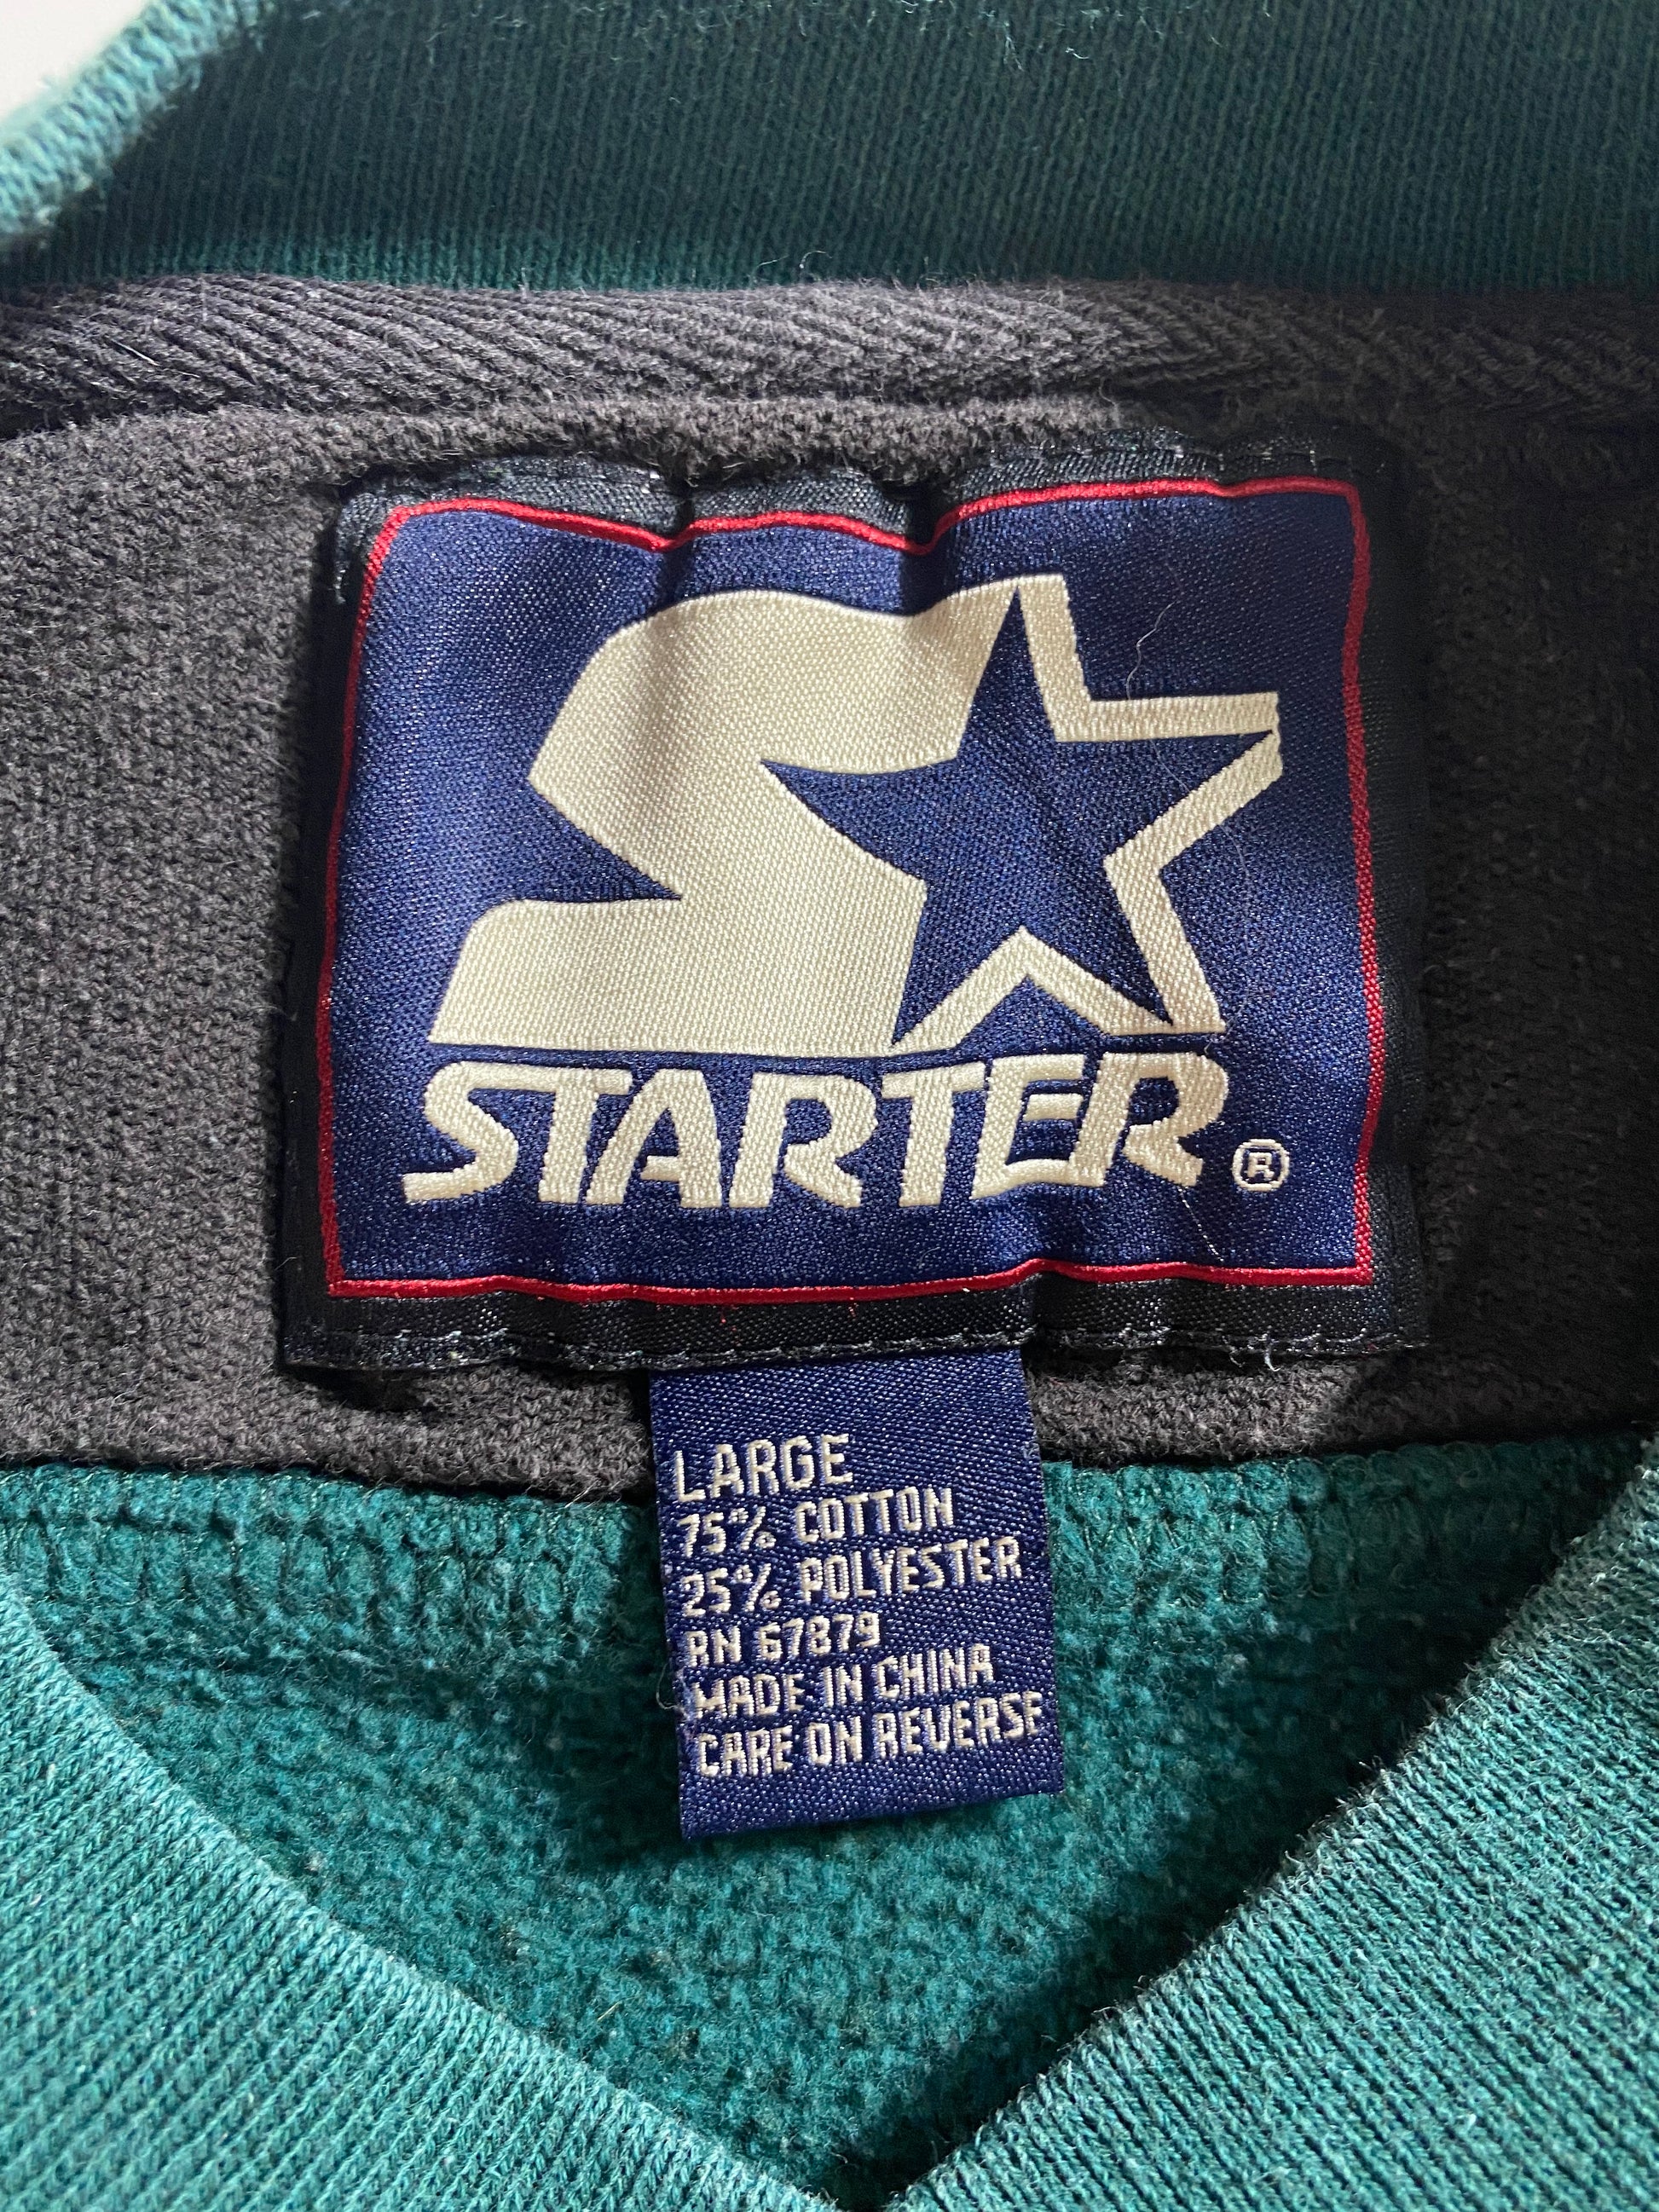 STARTER ®
LARGE
75% COTTON
25% POLYESTER
RN 67879
MADE IN CHINA
CARE ON REVERSE